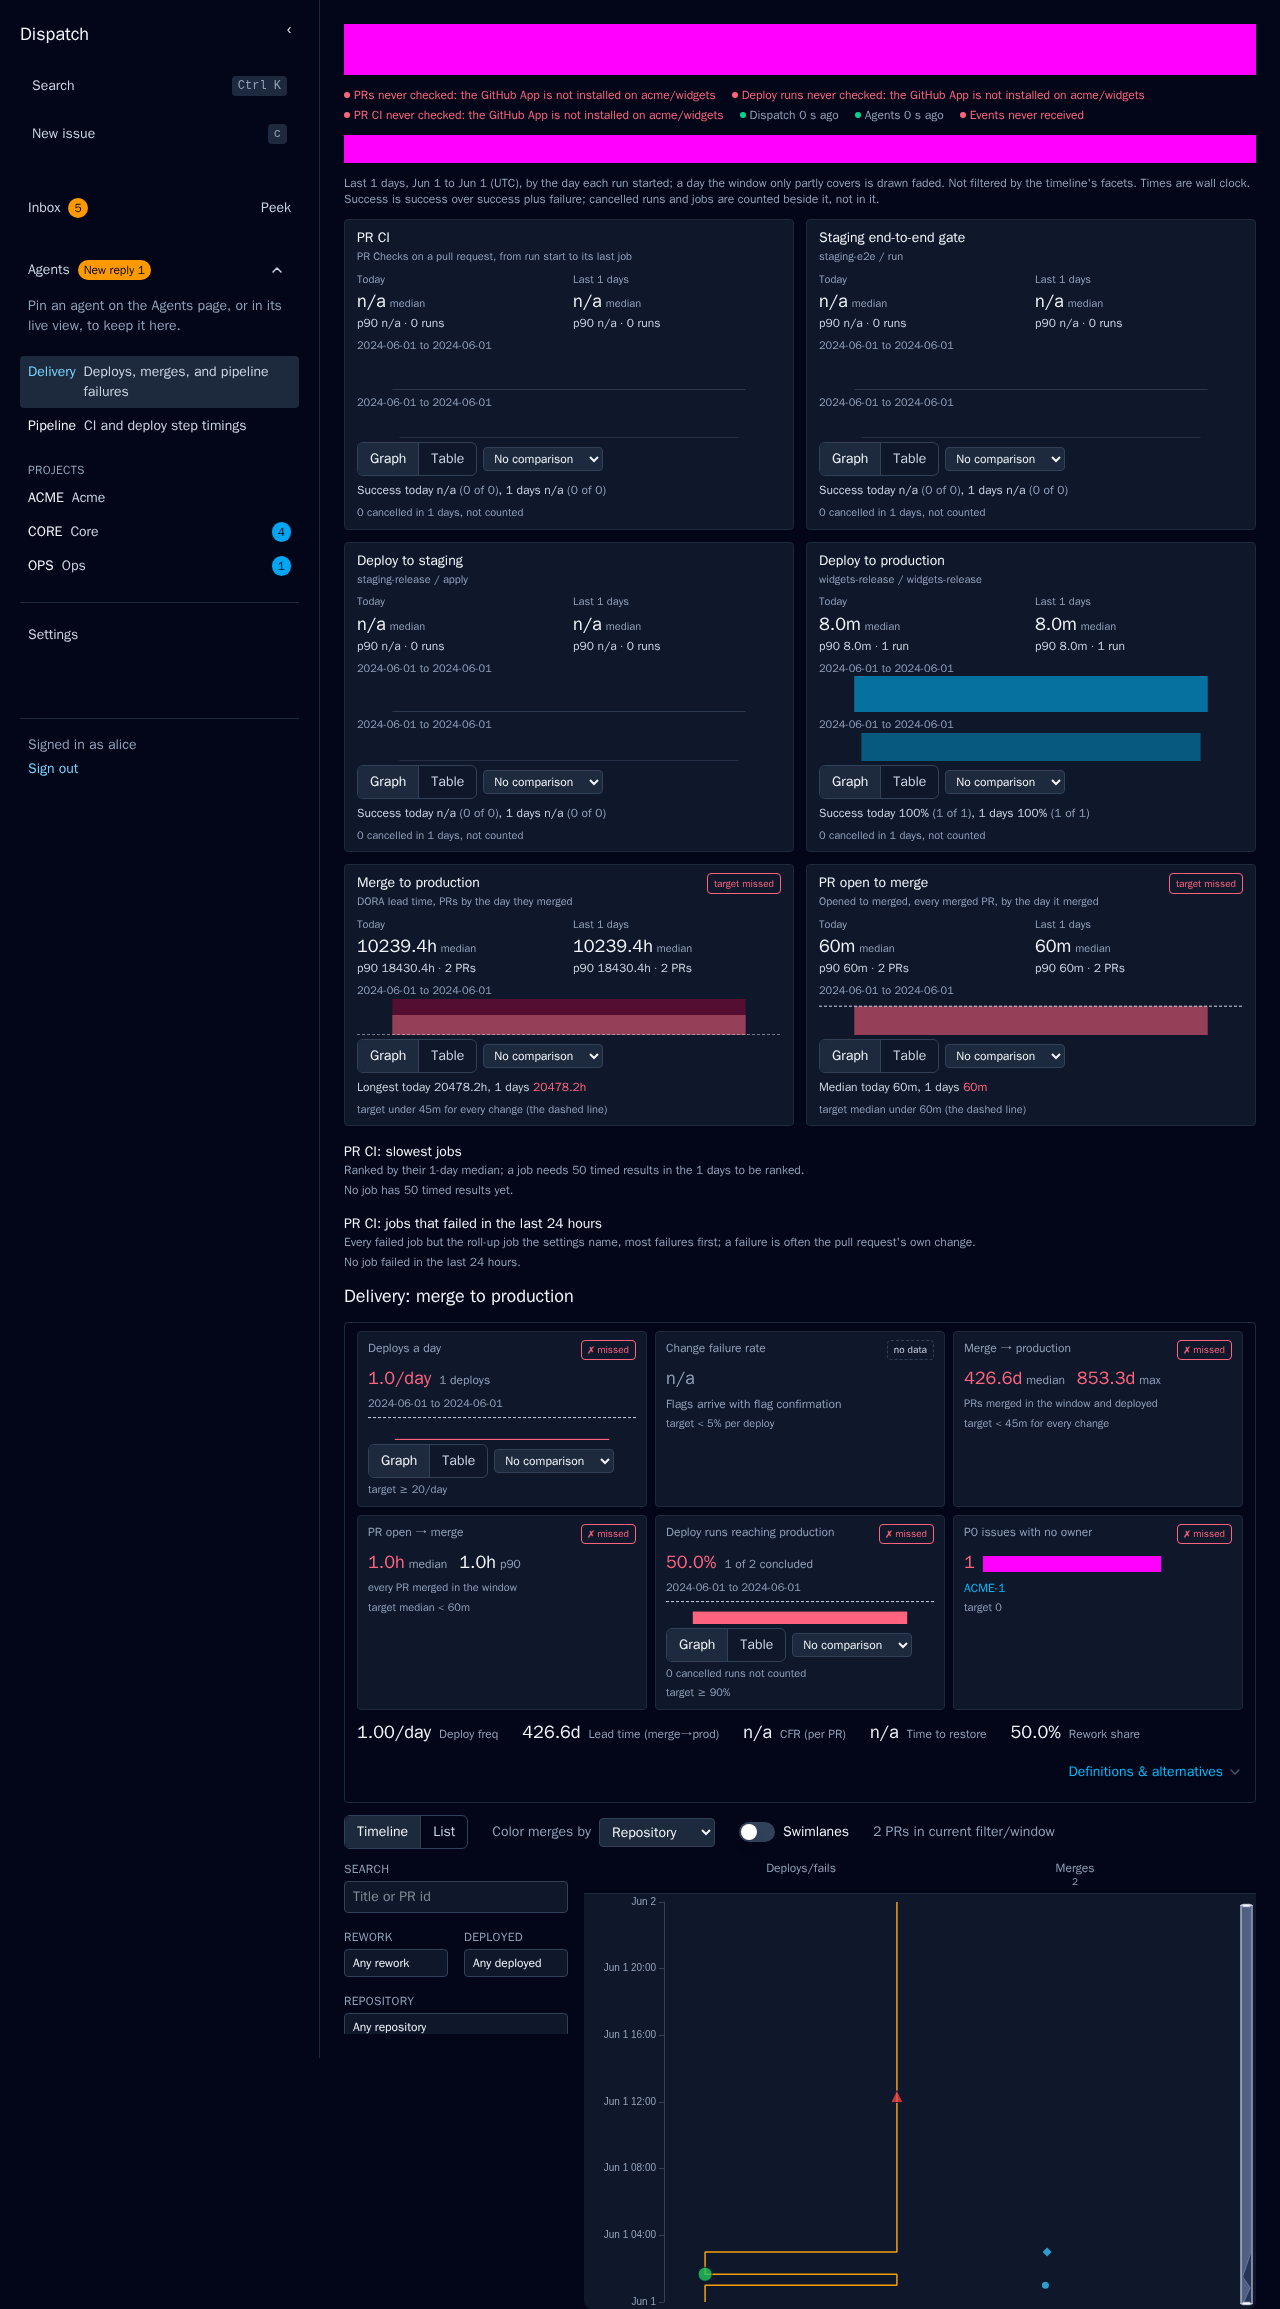 Dispatch
‹
Search
Ctrl K
New issue
C
Inbox 5
Peek
Agents New reply 1
Pin an agent on the Agents page, or in its
live view, to keep it here.
Delivery Deploys, merges, and pipeline
failures
Pipeline CI and deploy step timings
PROJECTS
ACME Acme
CORE Core 4
OPS Ops 1
Settings
Signed in as alice
Sign out
PRs never checked: the GitHub App is not installed on acme/widgets Deploy runs never checked: the GitHub App is not installed on acme/widgets
PR CI never checked: the GitHub App is not installed on acme/widgets Dispatch 0 s ago Agents 0 s ago Events never received
Last 1 days, Jun 1 to Jun 1 (UTC), by the day each run started; a day the window only partly covers is drawn faded. Not filtered by the timeline's facets. Times are wall clock.
Success is success over success plus failure; cancelled runs and jobs are counted beside it, not in it.
PR CI
PR Checks on a pull request, from run start to its last job
Today Last 1 days
n/a median n/a median
p90 n/a · 0 runs p90 n/a · 0 runs
2024-06-01 to 2024-06-01
2024-06-01 to 2024-06-01
Graph Table No comparison
Success today n/a (0 of 0), 1 days n/a (0 of 0)
0 cancelled in 1 days, not counted
Staging end-to-end gate
staging-e2e / run
Today Last 1 days
n/a median n/a median
p90 n/a · 0 runs p90 n/a · 0 runs
2024-06-01 to 2024-06-01
2024-06-01 to 2024-06-01
Graph Table No comparison
Success today n/a (0 of 0), 1 days n/a (0 of 0)
0 cancelled in 1 days, not counted
Deploy to staging
staging-release / apply
Today Last 1 days
n/a median n/a median
p90 n/a · 0 runs p90 n/a · 0 runs
2024-06-01 to 2024-06-01
2024-06-01 to 2024-06-01
Graph Table No comparison
Success today n/a (0 of 0), 1 days n/a (0 of 0)
0 cancelled in 1 days, not counted
Deploy to production
widgets-release / widgets-release
Today Last 1 days
8.0m median 8.0m median
p90 8.0m · 1 run p90 8.0m · 1 run
2024-06-01 to 2024-06-01
2024-06-01 to 2024-06-01
Graph Table No comparison
Success today 100% (1 of 1), 1 days 100% (1 of 1)
0 cancelled in 1 days, not counted
Merge to production target missed
DORA lead time, PRs by the day they merged
Today Last 1 days
10239.4h median 10239.4h median
p90 18430.4h · 2 PRs p90 18430.4h · 2 PRs
2024-06-01 to 2024-06-01
Graph Table No comparison
Longest today 20478.2h, 1 days 20478.2h
target under 45m for every change (the dashed line)
PR open to merge target missed
Opened to merged, every merged PR, by the day it merged
Today Last 1 days
60m median 60m median
p90 60m · 2 PRs p90 60m · 2 PRs
2024-06-01 to 2024-06-01
Graph Table No comparison
Median today 60m, 1 days 60m
target median under 60m (the dashed line)
PR CI: slowest jobs
Ranked by their 1-day median; a job needs 50 timed results in the 1 days to be ranked.
No job has 50 timed results yet.
PR CI: jobs that failed in the last 24 hours
Every failed job but the roll-up job the settings name, most failures first; a failure is often the pull request's own change.
No job failed in the last 24 hours.
Delivery: merge to production
Deploys a day ✗ missed
1.0/day 1 deploys
2024-06-01 to 2024-06-01
Graph Table No comparison
target ≥ 20/day
Change failure rate no data
n/a
Flags arrive with flag confirmation
target < 5% per deploy
Merge → production ✗ missed
426.6d median 853.3d max
PRs merged in the window and deployed
target < 45m for every change
PR open → merge ✗ missed
1.0h median 1.0h p90
every PR merged in the window
target median < 60m
Deploy runs reaching production ✗ missed
50.0% 1 of 2 concluded
2024-06-01 to 2024-06-01
Graph Table No comparison
0 cancelled runs not counted
target ≥ 90%
P0 issues with no owner ✗ missed
1
ACME-1
target 0
1.00/day Deploy freq 426.6d Lead time (merge→prod) n/a CFR (per PR) n/a Time to restore 50.0% Rework share
Definitions & alternatives
Timeline List Color merges by Repository Swimlanes 2 PRs in current filter/window
SEARCH
Title or PR id
REWORK DEPLOYED
Any rework Any deployed
REPOSITORY
Any repository
Deploys/fails Merges
2
Jun 2
Jun 1 20:00
Jun 1 16:00
Jun 1 12:00
Jun 1 08:00
Jun 1 04:00
Jun 1